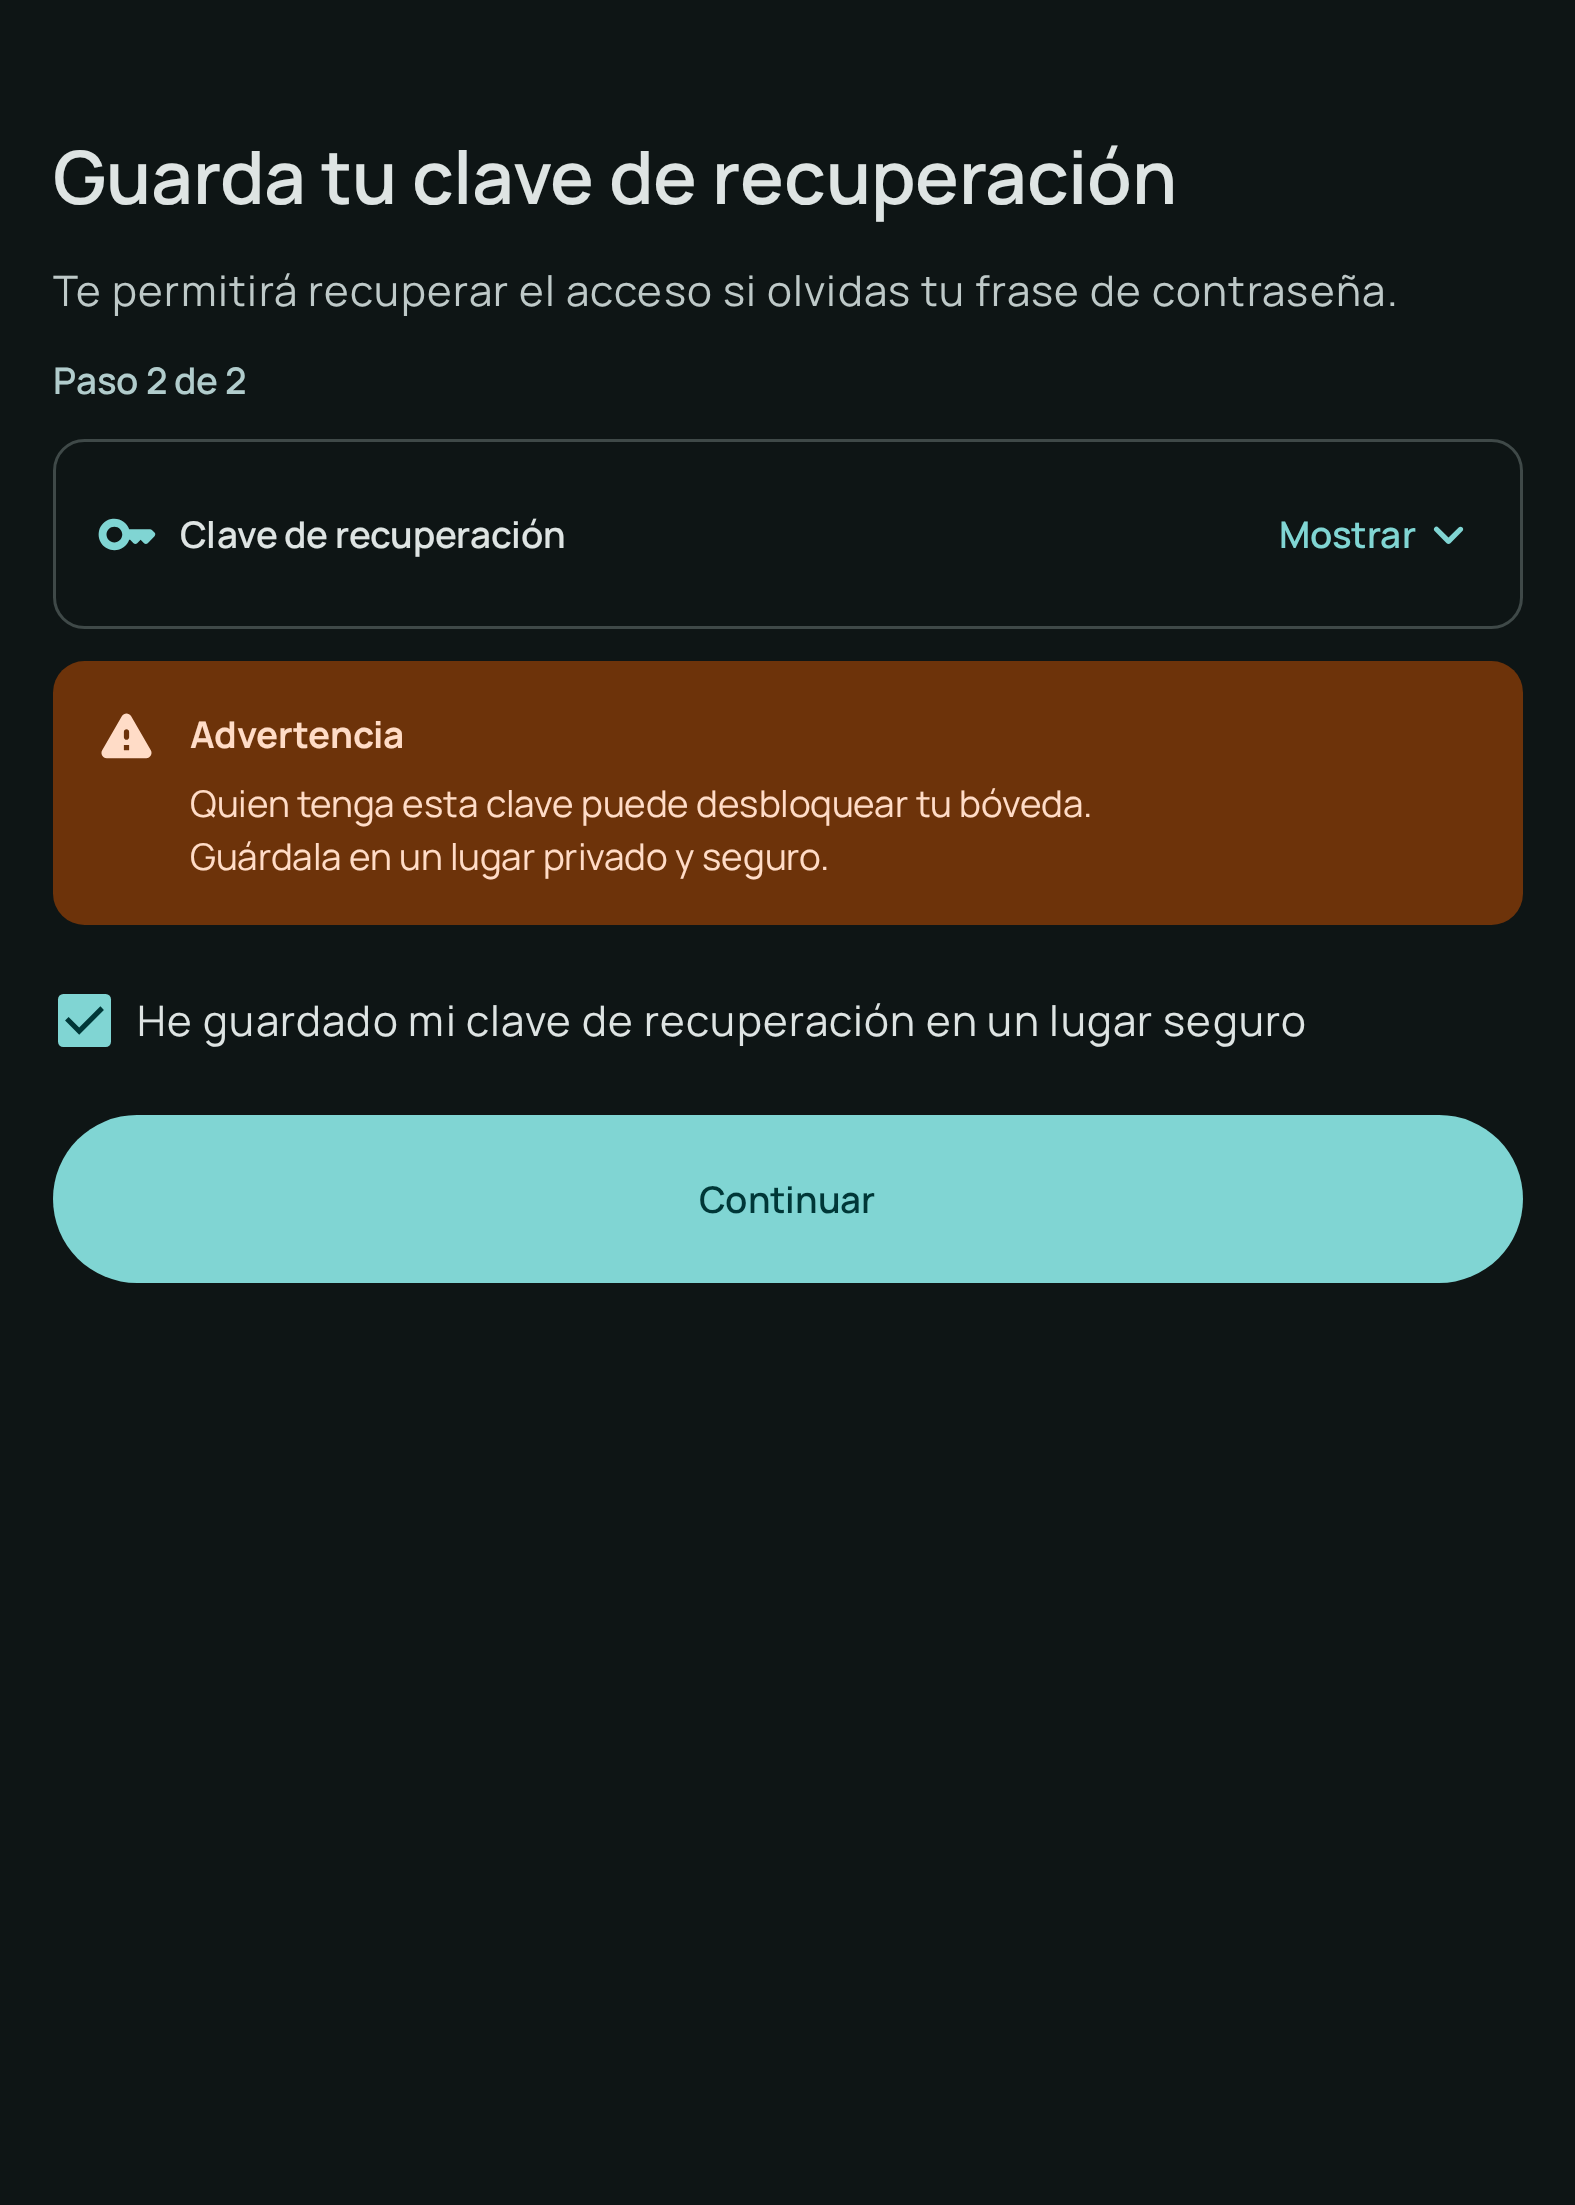 Guarda tu clave de recuperación
Te permitirá recuperar el acceso si olvidas tu frase de contraseña.
Paso 2 de 2
Clave de recuperación
Mostrar
Advertencia
Quien tenga esta clave puede desbloquear tu bóveda.
Guárdala en un lugar privado y seguro.
He guardado mi clave de recuperación en un lugar seguro
Continuar